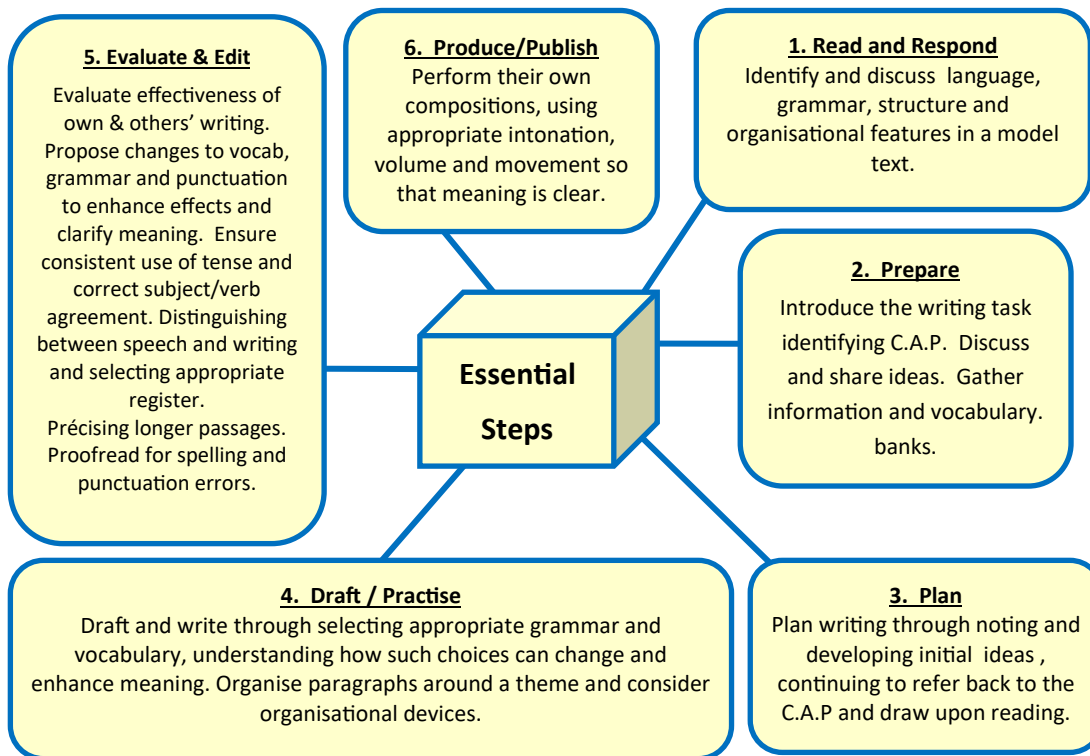 5. Evaluate & Edit
Evaluate effectiveness of
own & others’ writing.
Propose changes to vocab,
grammar and punctuation
to enhance effects and
clarify meaning. Ensure
consistent use of tense and
correct subject/verb
agreement. Distinguishing
between speech and writing
and selecting appropriate
register.
Précising longer passages.
Proofread for spelling and
punctuation errors.
6. Produce/Publish
Perform their own
compositions, using
appropriate intonation,
volume and movement so
that meaning is clear.
1. Read and Respond
Identify and discuss language,
grammar, structure and
organisational features in a model
text.
2. Prepare
Introduce the writing task
identifying C.A.P. Discuss
and share ideas. Gather
information and vocabulary.
banks.
Essential
Steps
4. Draft / Practise
Draft and write through selecting appropriate grammar and
vocabulary, understanding how such choices can change and
enhance meaning. Organise paragraphs around a theme and consider
organisational devices.
3. Plan
Plan writing through noting and
developing initial ideas ,
continuing to refer back to the
C.A.P and draw upon reading.